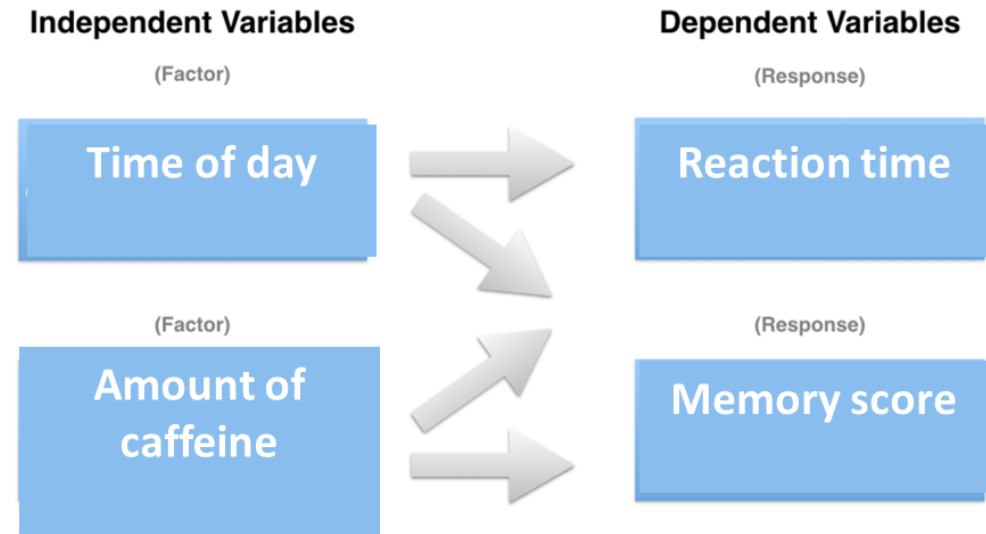 Independent Variables
Dependent Variables
(Factor)
(Response)
Time of day
Reaction time
(Factor)
(Response)
Amount of
caffeine
Memory score